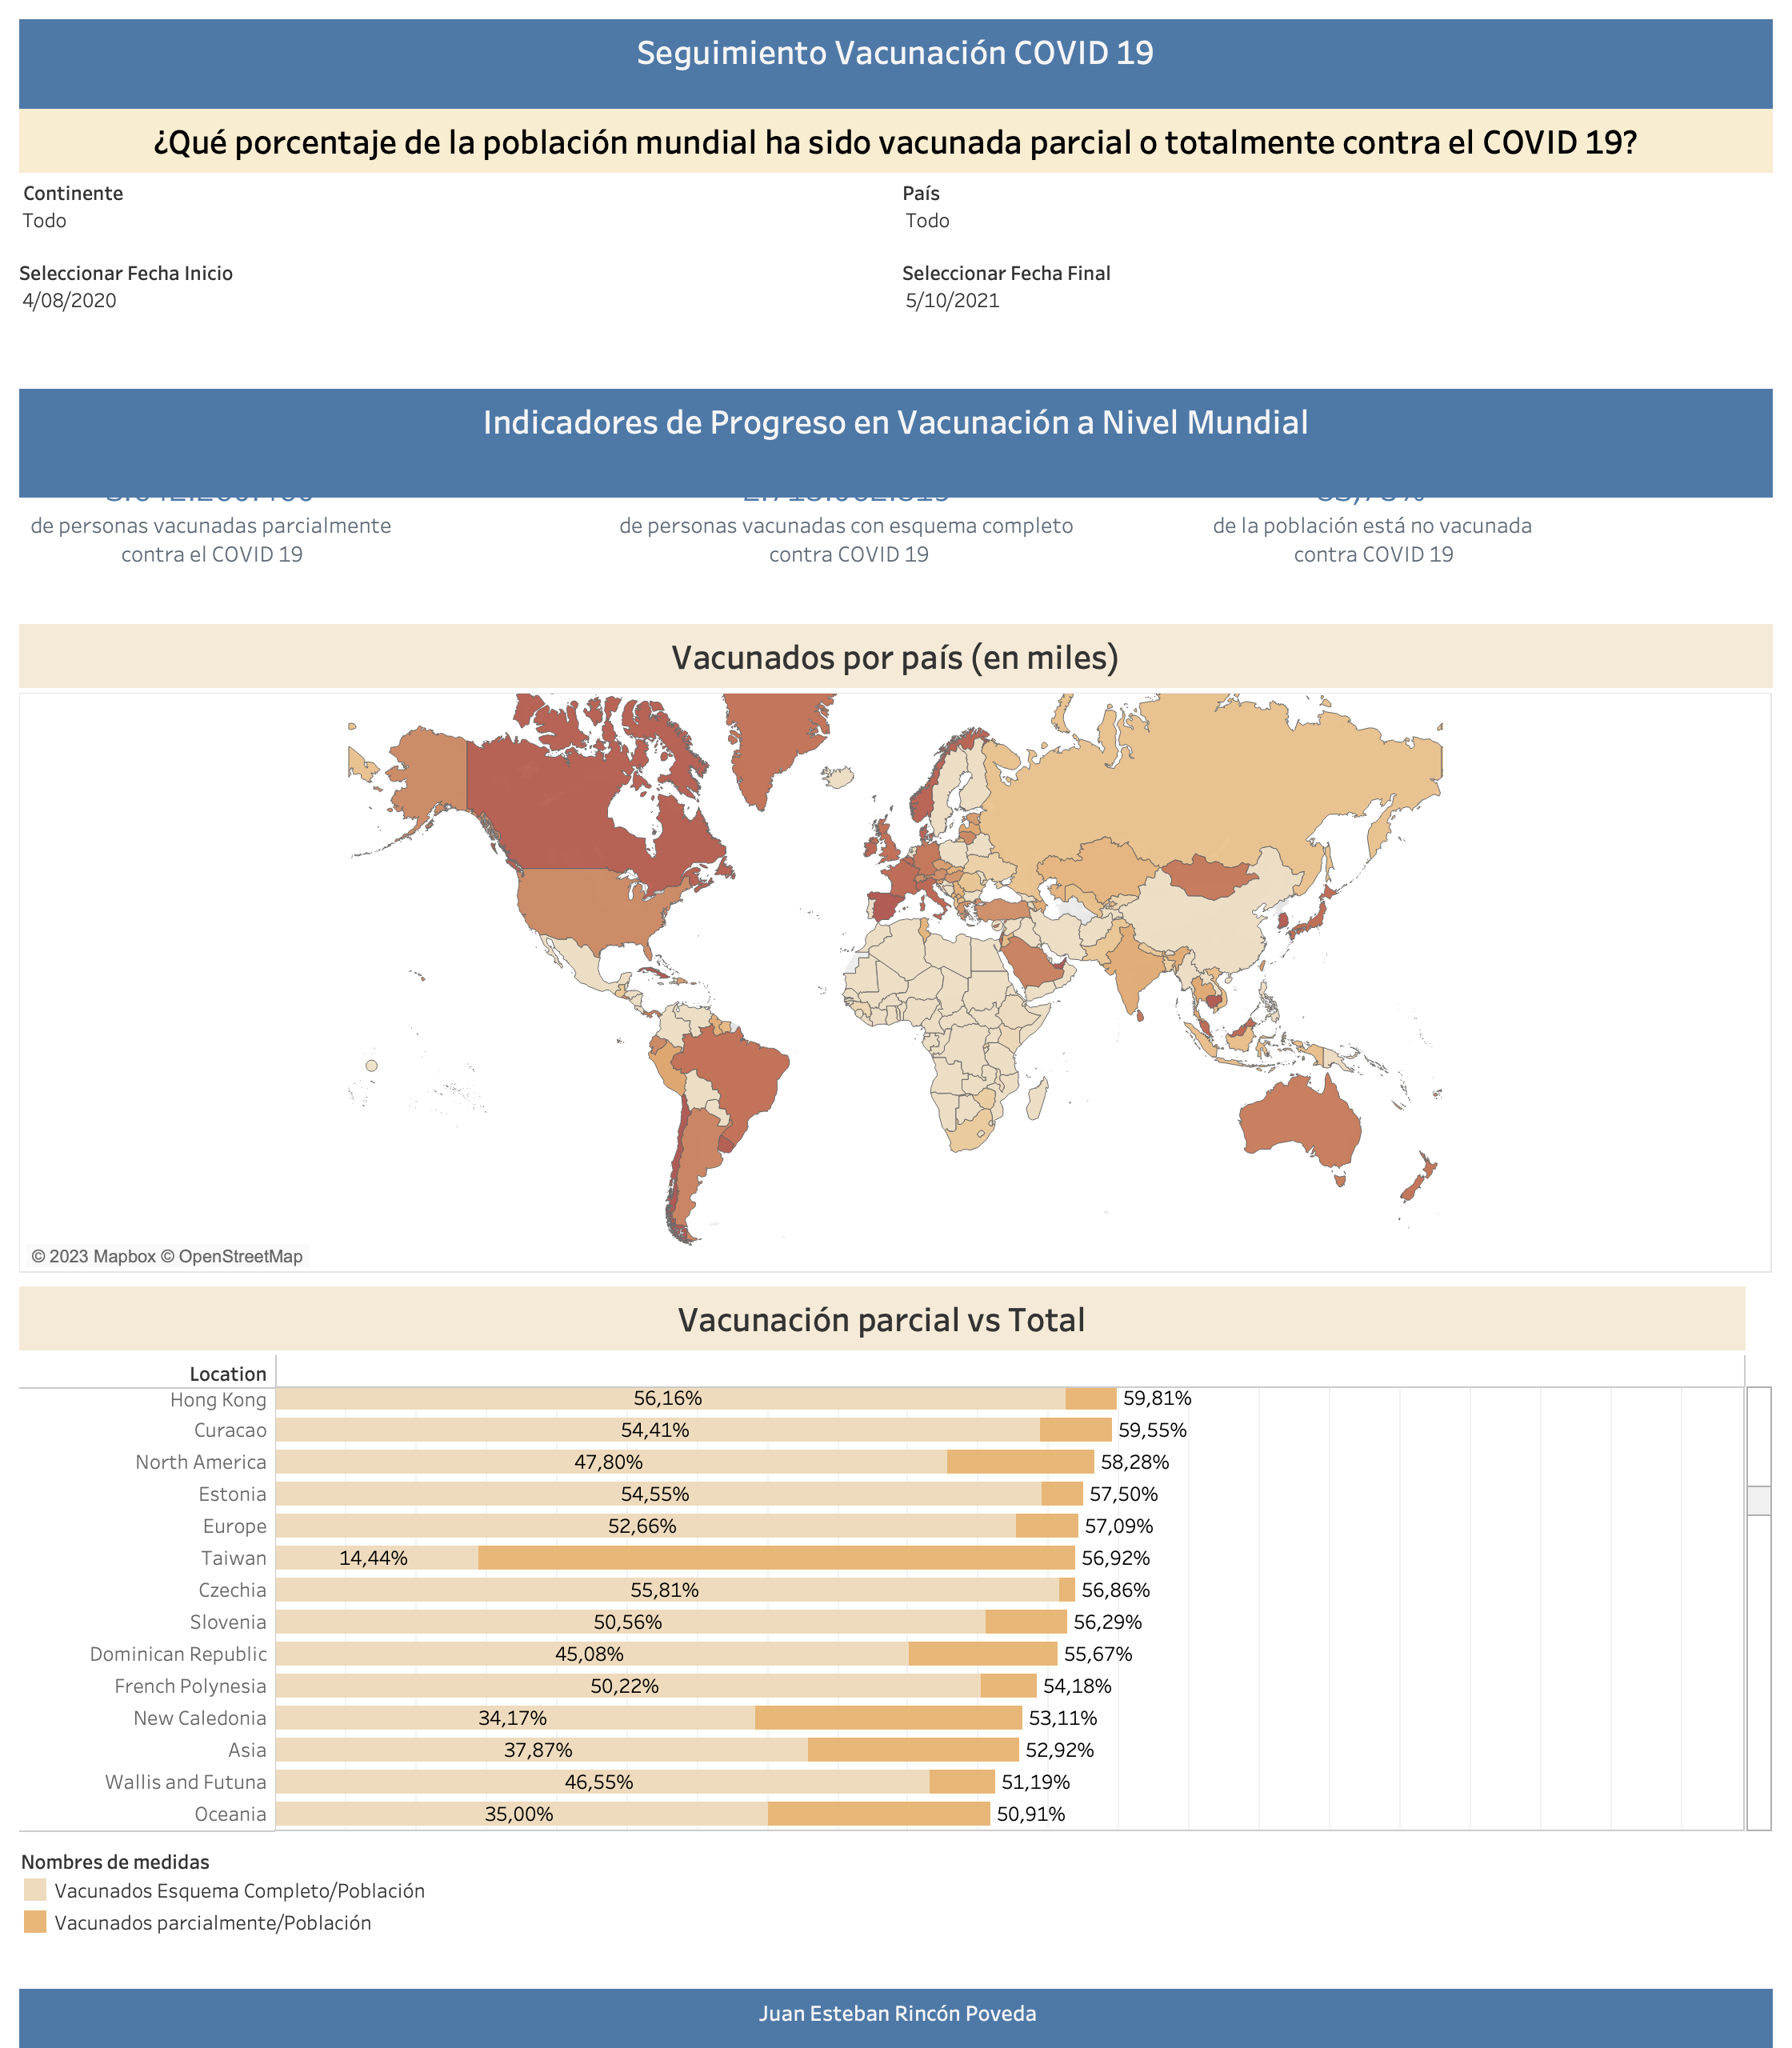 Seguimiento Vacunación COVID 19
¿Qué porcentaje de la población mundial ha sido vacunada parcial o totalmente contra el COVID 19?
Continente
Todo
País
Todo
Seleccionar Fecha Inicio
4/08/2020
Seleccionar Fecha Final
5/10/2021
Indicadores de Progreso en Vacunación a Nivel Mundial
de personas vacunadas parcialmente
contra el COVID 19
de personas vacunadas con esquema completo
contra COVID 19
de la población está no vacunada
contra COVID 19
Vacunados por país (en miles)
© 2023 Mapbox © OpenStreetMap
Vacunación parcial vs Total
Location
Hong Kong 56,16% 59,81%
Curacao 54,41% 59,55%
North America 47,80% 58,28%
Estonia 54,55% 57,50%
Europe 52,66% 57,09%
Taiwan 14,44% 56,92%
Czechia 55,81% 56,86%
Slovenia 50,56% 56,29%
Dominican Republic 45,08% 55,67%
French Polynesia 50,22% 54,18%
New Caledonia 34,17% 53,11%
Asia 37,87% 52,92%
Wallis and Futuna 46,55% 51,19%
Oceania 35,00% 50,91%
Nombres de medidas
Vacunados Esquema Completo/Población
Vacunados parcialmente/Población
Juan Esteban Rincón Poveda